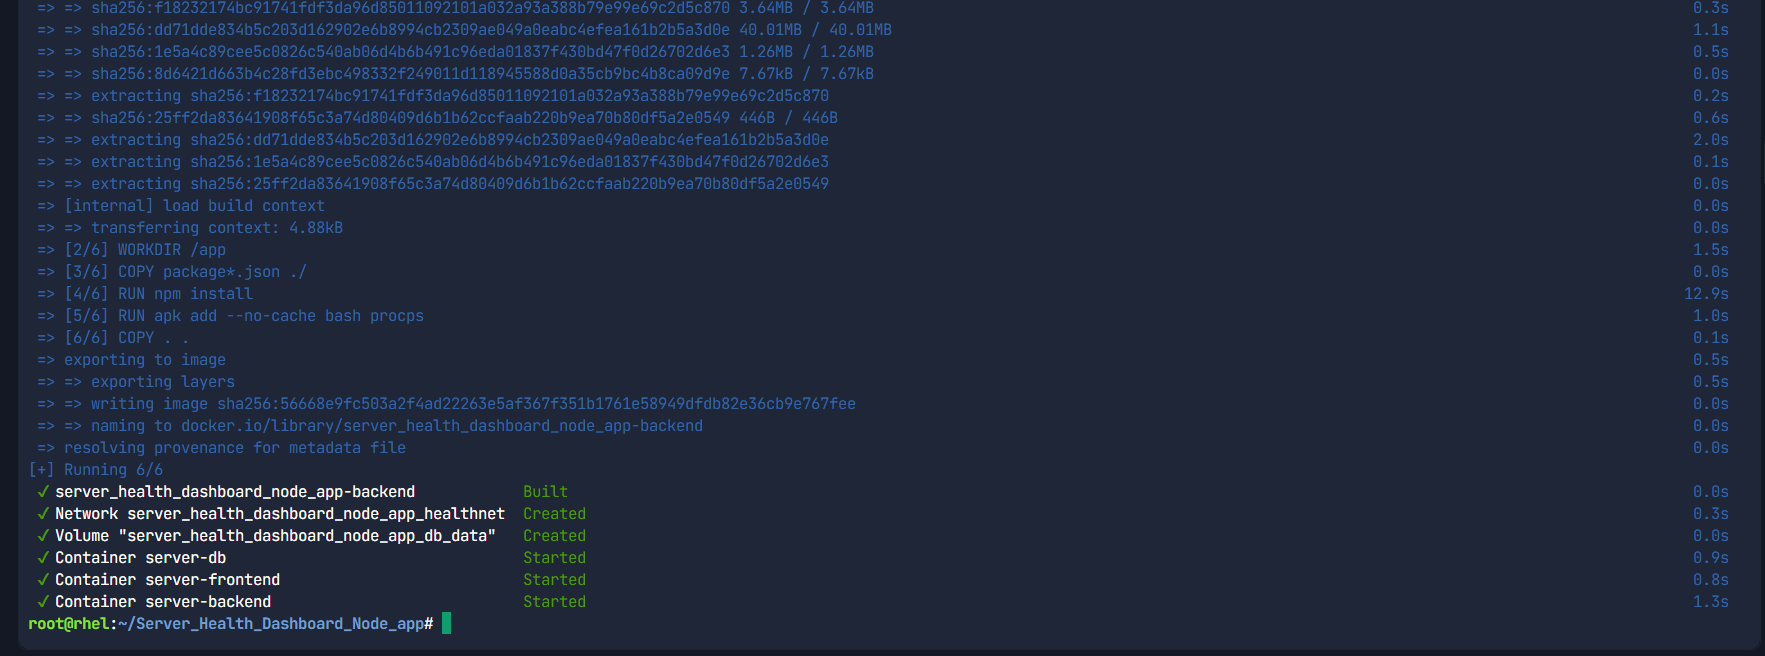 => => sha256:f18232174bc91741fdf3da96d85011092101a032a93a388b79e99e69c2d5c870 3.64MB / 3.64MB 0.3s
=> => sha256:dd71dde834b5c203d162902e6b8994cb2309ae049a0eabc4efea161b2b5a3d0e 40.01MB / 40.01MB 1.1s
=> => sha256:1e5a4c89cee5c0826c540ab06d4b6b491c96eda01837f430bd47f0d26702d6e3 1.26MB / 1.26MB 0.5s
=> => sha256:8d6421d663b4c28fd3ebc498332f249011d118945588d0a35cb9bc4b8ca09d9e 7.67kB / 7.67kB 0.0s
=> => extracting sha256:f18232174bc91741fdf3da96d85011092101a032a93a388b79e99e69c2d5c870 0.2s
=> => sha256:25ff2da83641908f65c3a74d80409d6b1b62ccfaab220b9ea70b80df5a2e0549 446B / 446B 0.6s
=> => extracting sha256:dd71dde834b5c203d162902e6b8994cb2309ae049a0eabc4efea161b2b5a3d0e 2.0s
=> => extracting sha256:1e5a4c89cee5c0826c540ab06d4b6b491c96eda01837f430bd47f0d26702d6e3 0.1s
=> => extracting sha256:25ff2da83641908f65c3a74d80409d6b1b62ccfaab220b9ea70b80df5a2e0549 0.0s
=> [internal] load build context 0.0s
=> => transferring context: 4.88kB 0.0s
=> [2/6] WORKDIR /app 1.5s
=> [3/6] COPY package*.json ./ 0.0s
=> [4/6] RUN npm install 12.9s
=> [5/6] RUN apk add --no-cache bash procps 1.0s
=> [6/6] COPY . . 0.1s
=> exporting to image 0.5s
=> => exporting layers 0.5s
=> => writing image sha256:56668e9fc503a2f4ad22263e5af367f351b1761e58949dfdb82e36cb9e767fee 0.0s
=> => naming to docker.io/library/server_health_dashboard_node_app-backend 0.0s
=> resolving provenance for metadata file 0.0s
[+] Running 6/6
✓ server_health_dashboard_node_app-backend Built 0.0s
✓ Network server_health_dashboard_node_app_healthnet Created 0.3s
✓ Volume "server_health_dashboard_node_app_db_data" Created 0.0s
✓ Container server-db Started 0.9s
✓ Container server-frontend Started 0.8s
✓ Container server-backend Started 1.3s
root@rhel:~/Server_Health_Dashboard_Node_app#